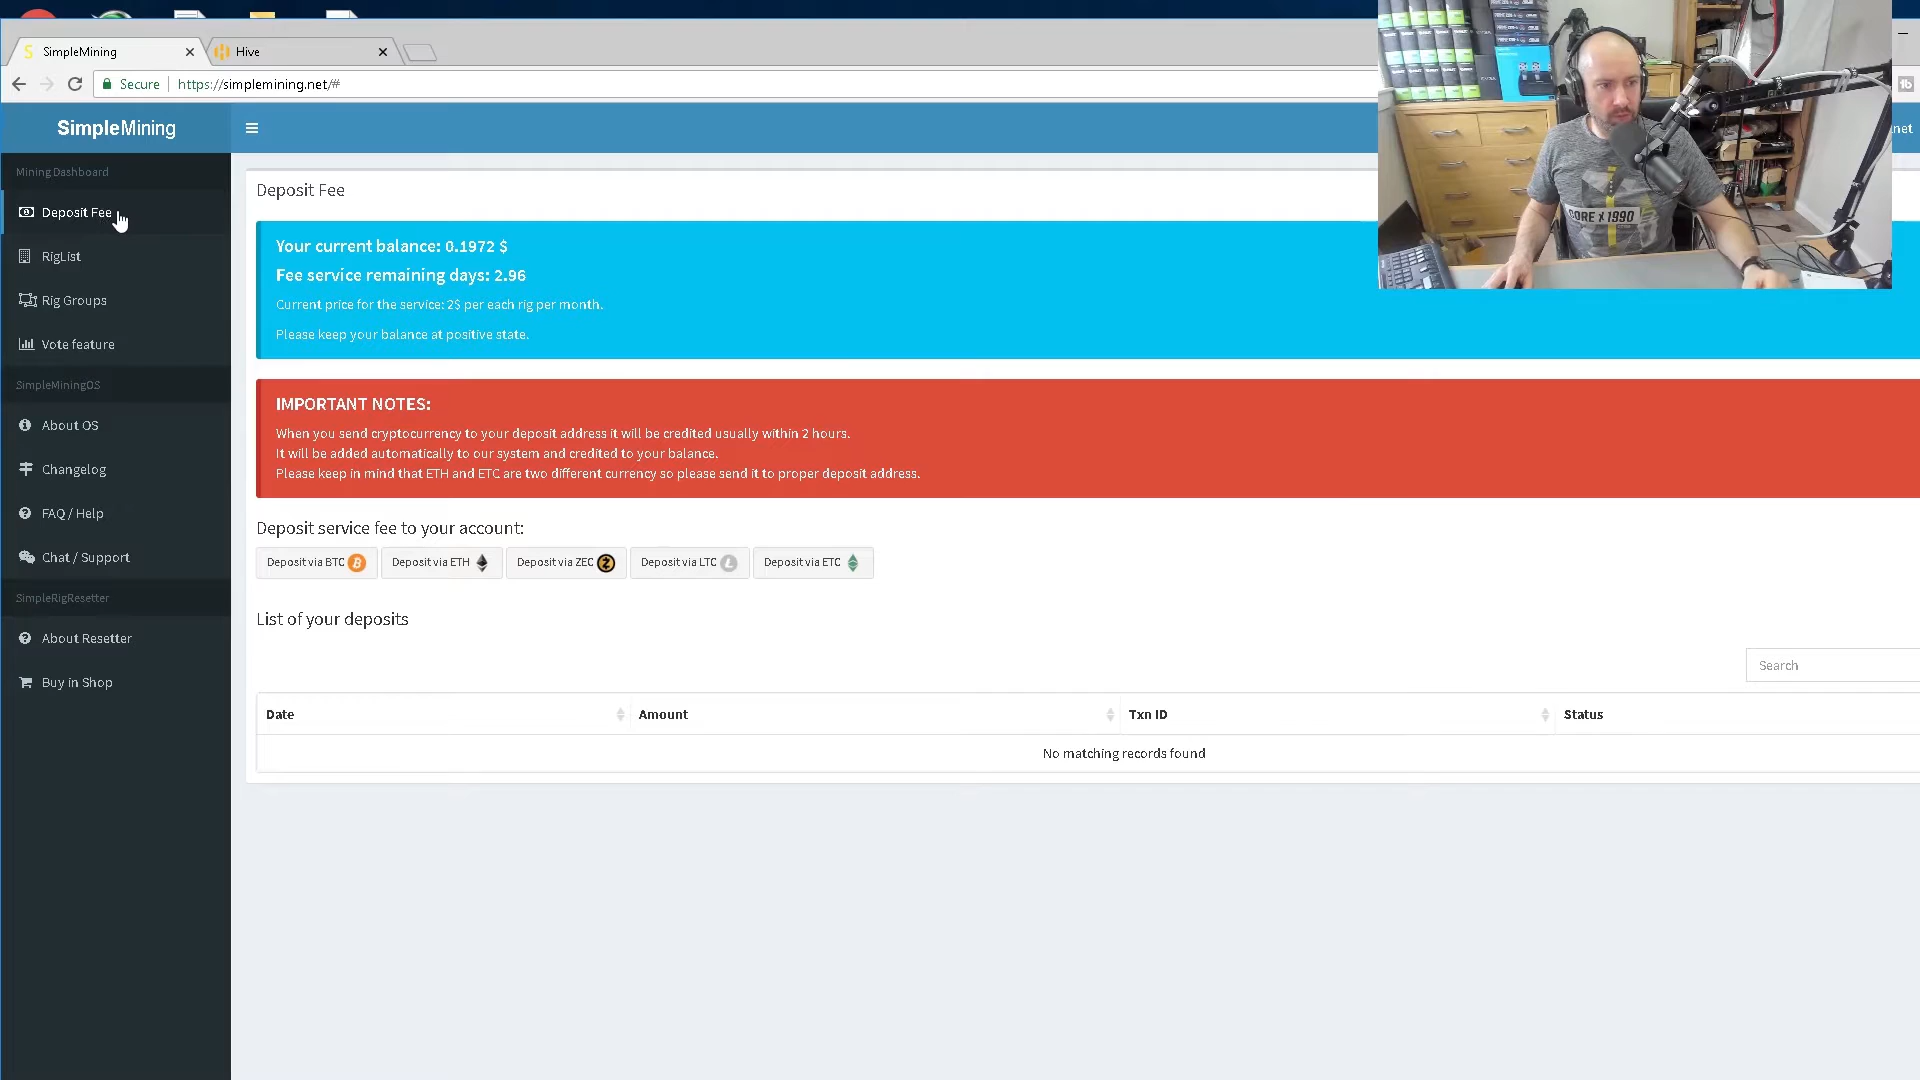 SimpleMining
Hive
Secure
https://simplemining.net/#
SimpleMining
net
Mining Dashboard
Deposit Fee
RigList
Rig Groups
Vote feature
SimpleMiningOS
About OS
Changelog
FAQ / Help
Chat / Support
SimpleRigResetter
About Resetter
Buy in Shop
Deposit Fee
Your current balance: 0.1972 $
Fee service remaining days: 2.96
Current price for the service: 2$ per each rig per month.
Please keep your balance at positive state.
IMPORTANT NOTES:
When you send cryptocurrency to your deposit address it will be credited usually within 2 hours.
It will be added automatically to our system and credited to your balance.
Please keep in mind that ETH and ETC are two different currency so please send it to proper deposit address.
Deposit service fee to your account:
Deposit via BTC Deposit via ETH Deposit via ZEC Deposit via LTC Deposit via ETC
List of your deposits
Search
Date Amount Txn ID Status
No matching records found
CORE X 1990